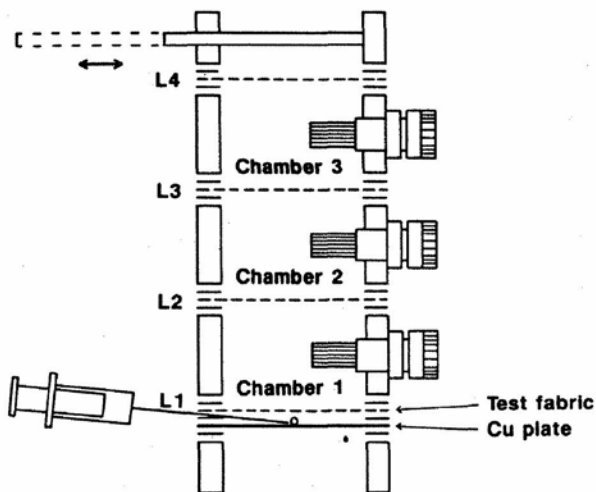 L4
Chamber 3
L3
Chamber 2
L2
Chamber 1
L1
Test fabric
Cu plate